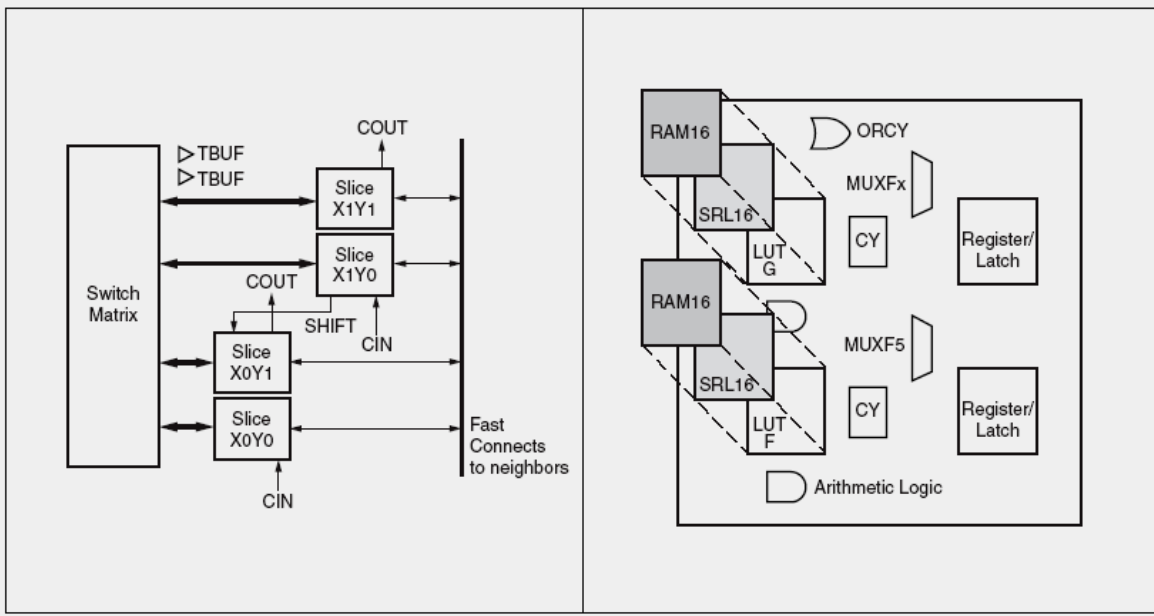 COUT
TBUF
TBUF
Slice
X1Y1
Slice
X1Y0
Switch
Matrix
COUT
SHIFT
CIN
Slice
X0Y1
Slice
X0Y0
CIN
Fast
Connects
to neighbors
RAM16
ORCY
MUXFx
SRL16
CY
Register/
Latch
LUT
G
RAM16
MUXF5
SRL16
CY
Register/
Latch
LUT
F
Arithmetic Logic